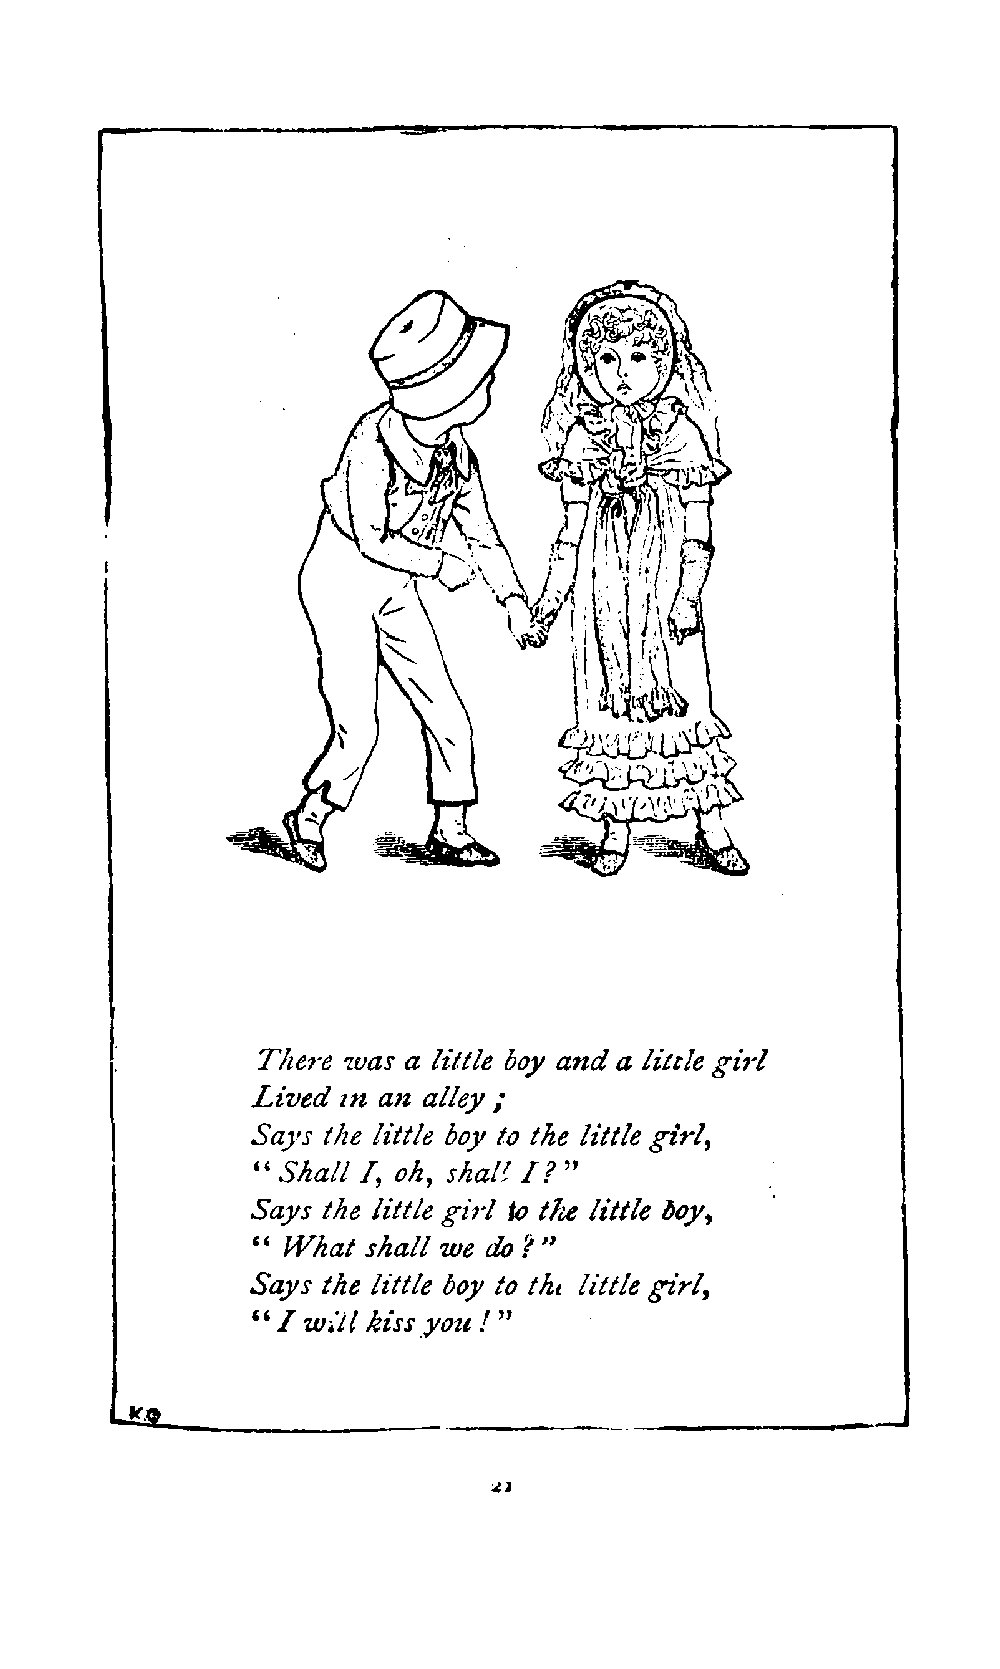 There was a little boy and a little girl
Lived in an alley ;
Says the little boy to the little girl,
“ Shall I, oh, shall I ? ”
Says the little girl to the little boy,
“ What shall we do ? ”
Says the little boy to the little girl,
“ I will kiss you ! ”
K.G
21